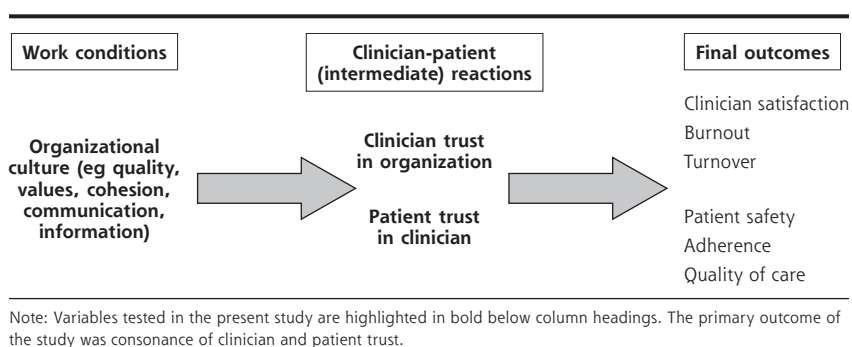 Work conditions
Organizational
culture (eg quality,
values, cohesion,
communication,
information)
Clinician-patient
(intermediate) reactions
Clinician trust
in organization
Patient trust
in clinician
Final outcomes
Clinician satisfaction
Burnout
Turnover
Patient safety
Adherence
Quality of care
Note: Variables tested in the present study are highlighted in bold below column headings. The primary outcome of
the study was consonance of clinician and patient trust.